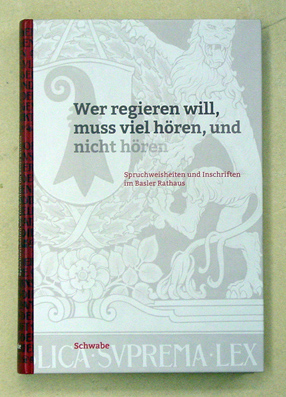 Wer regieren will,
muss viel hören, und
nicht hören
Spruchweisheiten und Inschriften
im Basler Rathaus
Schwabe
LICA · SVPREMA · LEX